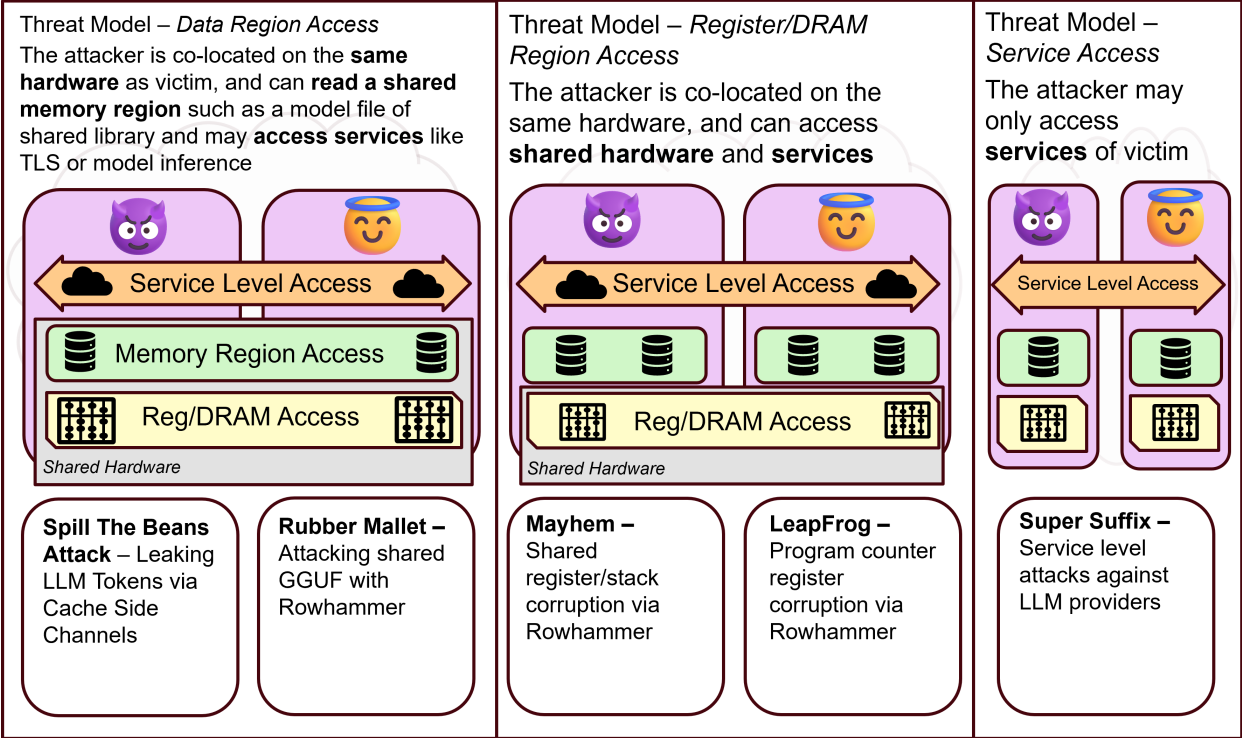 Threat Model – Data Region Access
The attacker is co-located on the same
hardware as victim, and can read a shared
memory region such as a model file of
shared library and may access services like
TLS or model inference
Service Level Access
Memory Region Access
Reg/DRAM Access
Shared Hardware
Spill The Beans
Attack – Leaking
LLM Tokens via
Cache Side
Channels
Rubber Mallet –
Attacking shared
GGUF with
Rowhammer
Threat Model – Register/DRAM
Region Access
The attacker is co-located on the
same hardware, and can access
shared hardware and services
Service Level Access
Reg/DRAM Access
Shared Hardware
Mayhem –
Shared
register/stack
corruption via
Rowhammer
LeapFrog –
Program counter
register
corruption via
Rowhammer
Threat Model –
Service Access
The attacker may
only access
services of victim
Service Level Access
Super Suffix –
Service level
attacks against
LLM providers